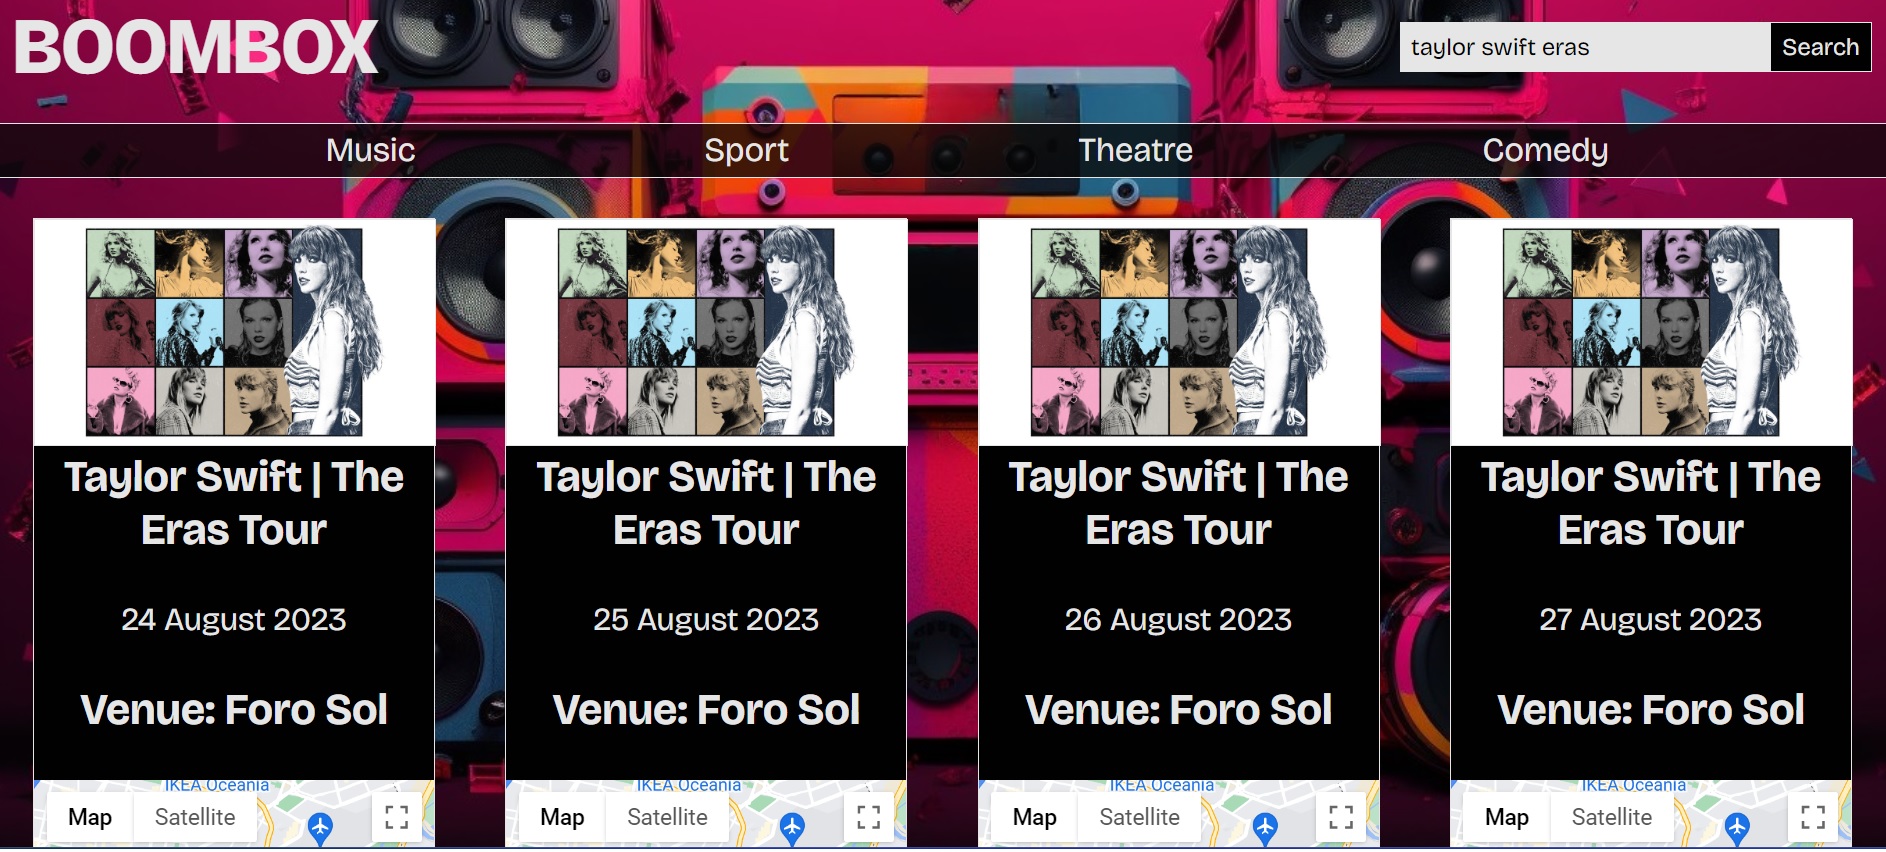 BOOMBOX
taylor swift eras
Search
Music
Sport
Theatre
Comedy
Taylor Swift | The
Eras Tour
24 August 2023
Venue: Foro Sol
IKEA Oceania
Map
Satellite
Taylor Swift | The
Eras Tour
25 August 2023
Venue: Foro Sol
IKEA Oceania
Map
Satellite
Taylor Swift | The
Eras Tour
26 August 2023
Venue: Foro Sol
IKEA Oceania
Map
Satellite
Taylor Swift | The
Eras Tour
27 August 2023
Venue: Foro Sol
IKEA Oceania
Map
Satellite